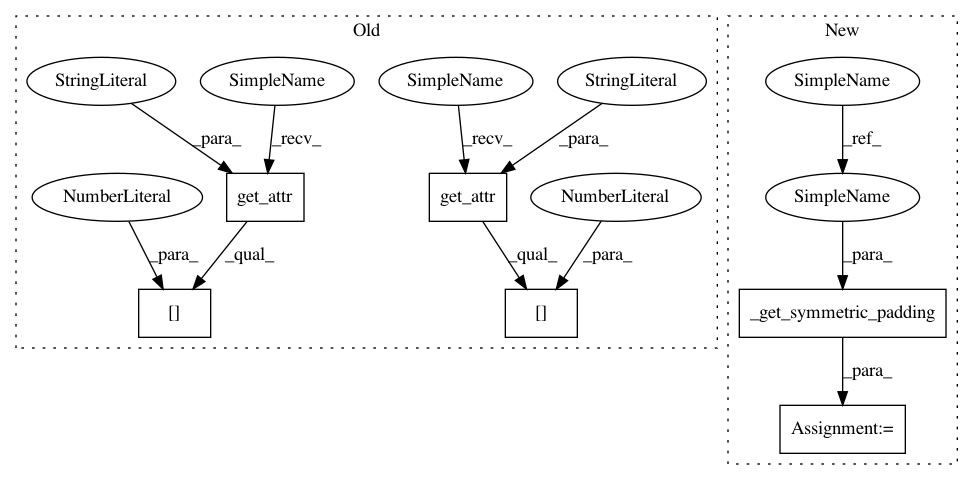 Old
New
StringLiteral
SimpleName
SimpleName
StringLiteral
SimpleName
_para_
_recv_
_recv_
_para_
_ref_
NumberLiteral
get_attr
get_attr
NumberLiteral
SimpleName
_para_
_qual_
_qual_
_para_
_para_
[]
[]
_get_symmetric_padding
_para_
Assignment:=